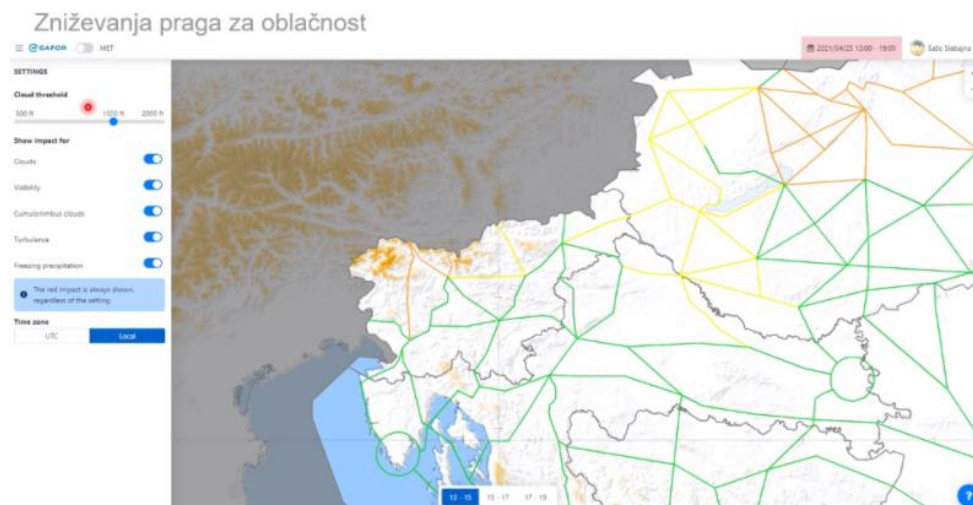 Zniževanja praga za oblačnost
GAFOR MET 2021/04/25 12:00 - 19:00 Sašo Slabajna
SETTINGS
Cloud threshold
500 ft 1500 ft 2000 ft
Show impact for
Clouds
Visibility
Cumulonimbus clouds
Turbulence
Freezing precipitation
The red impact is always shown,
regardless of the setting.
Time zone
UTC Local
13 - 15 15 - 17 17 - 19
?